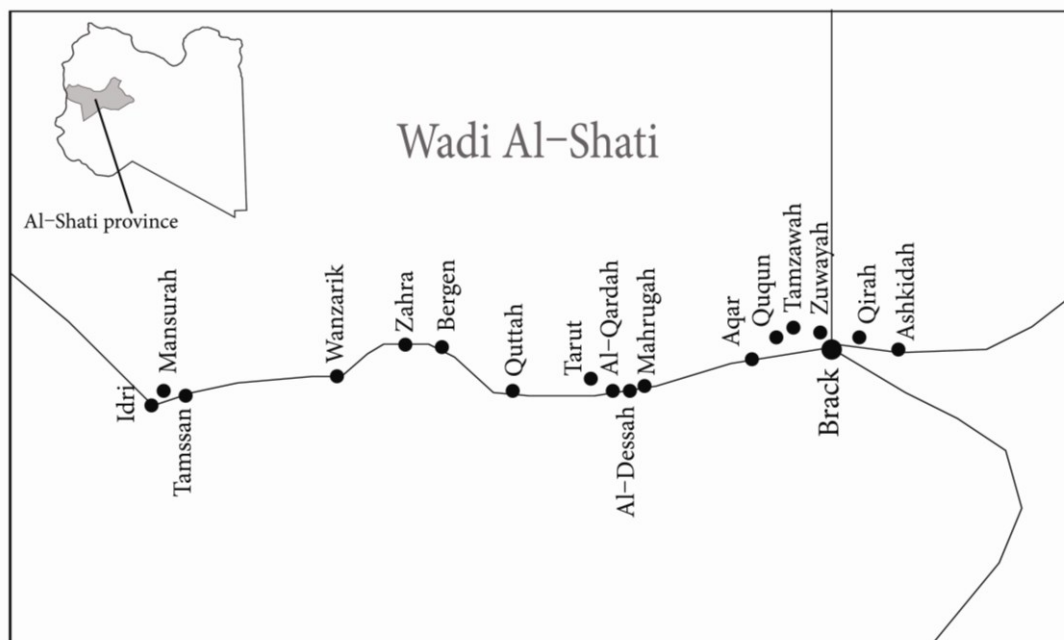 Wadi Al–Shati
Al–Shati province
Idri
Mansurah
Tamssan
Wanzarik
Zahra
Bergen
Quttah
Tarut
Al–Qardah
Al–Dessah
Mahrugah
Aqar
Ququn
Tamzawah
Zuwayah
Brack
Qirah
Ashkidah